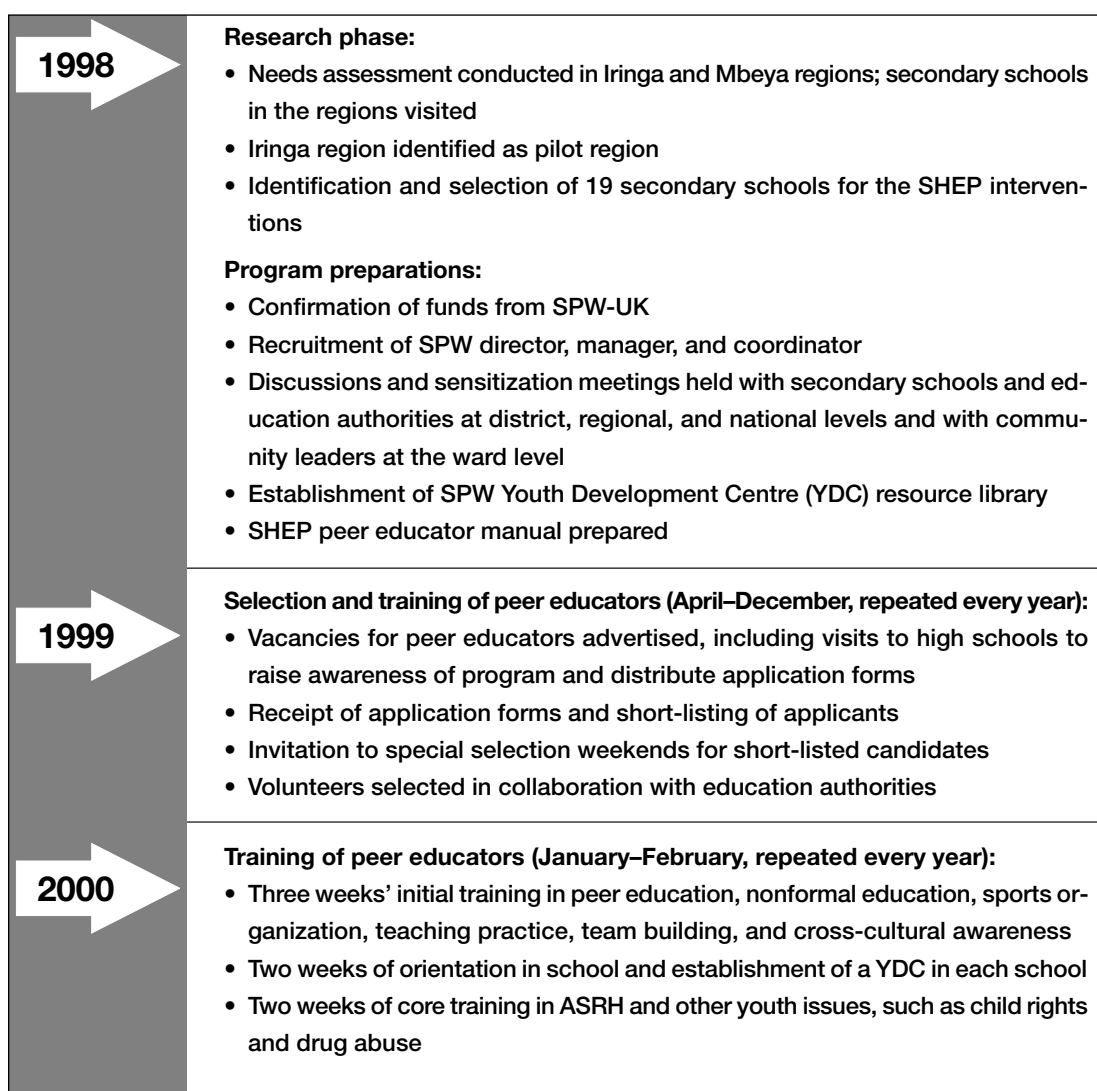 1998
Research phase:
• Needs assessment conducted in Iringa and Mbeya regions; secondary schools
in the regions visited
• Iringa region identified as pilot region
• Identification and selection of 19 secondary schools for the SHEP interven-
tions
Program preparations:
• Confirmation of funds from SPW-UK
• Recruitment of SPW director, manager, and coordinator
• Discussions and sensitization meetings held with secondary schools and ed-
ucation authorities at district, regional, and national levels and with commu-
nity leaders at the ward level
• Establishment of SPW Youth Development Centre (YDC) resource library
• SHEP peer educator manual prepared
1999
Selection and training of peer educators (April–December, repeated every year):
• Vacancies for peer educators advertised, including visits to high schools to
raise awareness of program and distribute application forms
• Receipt of application forms and short-listing of applicants
• Invitation to special selection weekends for short-listed candidates
• Volunteers selected in collaboration with education authorities
2000
Training of peer educators (January–February, repeated every year):
• Three weeks’ initial training in peer education, nonformal education, sports or-
ganization, teaching practice, team building, and cross-cultural awareness
• Two weeks of orientation in school and establishment of a YDC in each school
• Two weeks of core training in ASRH and other youth issues, such as child rights
and drug abuse